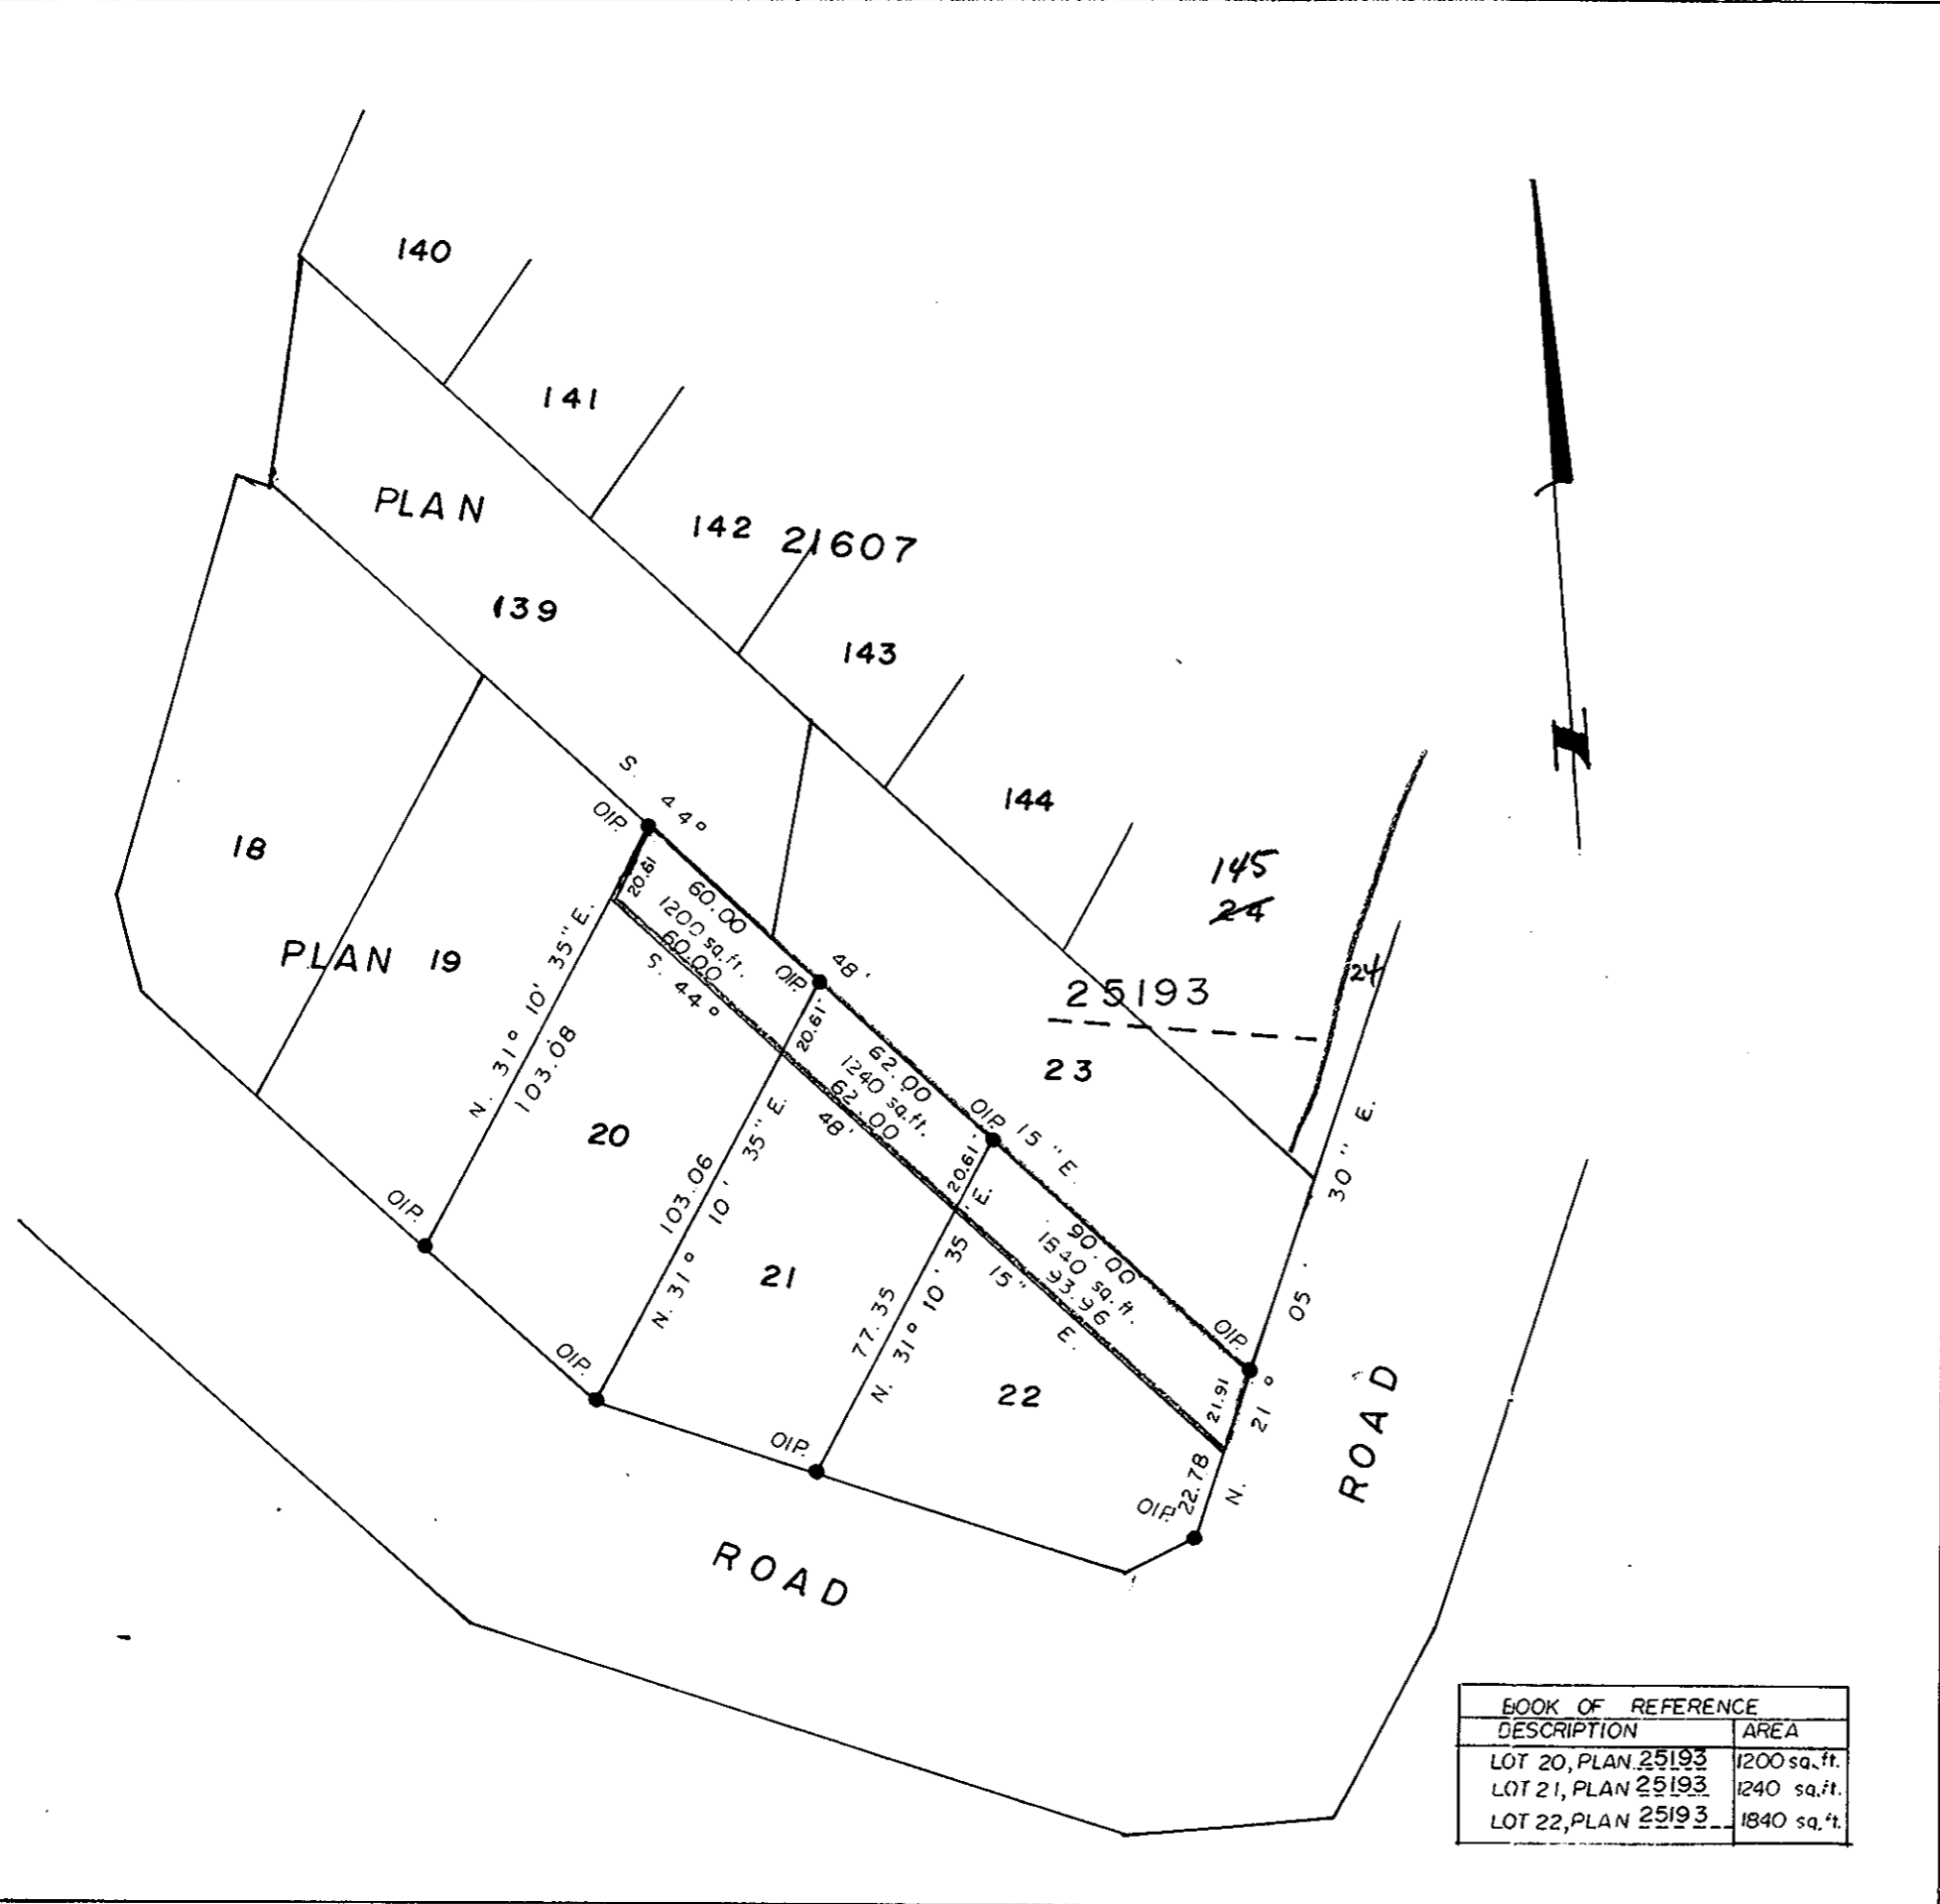 140
141
PLAN
142 21607
139
143
144
145
24
18
S. 44° 48' 15" E.
OIP.
20.61
60.00
1200 sq.ft.
60.00
S. 44° 48' 15" E.
PLAN 19
N. 31° 10' 35" E.
103.08
OIP.
20.61'
25193
24
23
62.00
1240 sq.ft.
62.00
OIP.
20.61'
20
103.06
N. 31° 10' 35" E.
OIP.
21
77.35
N. 31° 10' 35" E.
90.00
1840 sq.ft.
93.96
OIP.
21.91
22
22.78
N. 21° 05' 30" E.
OIP.
OIP.
OIP.
ROAD
ROAD
BOOK OF REFERENCE
DESCRIPTION AREA
LOT 20, PLAN 25193 1200 sq.ft.
LOT 21, PLAN 25193 1240 sq.ft.
LOT 22, PLAN 25193 1840 sq.ft.